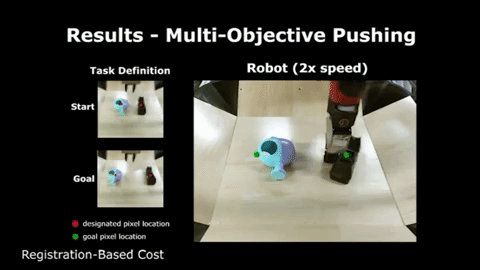 Results - Multi-Objective Pushing
Task Definition
Robot (2x speed)
Start
Goal
designated pixel location
goal pixel location
Registration-Based Cost